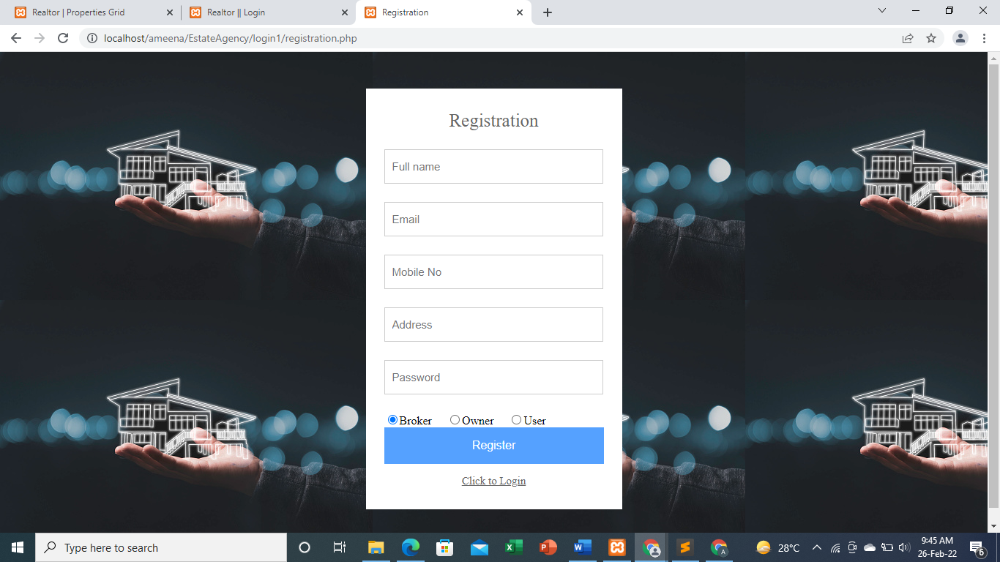 Realtor | Properties Grid
Realtor || Login
Registration
localhost/ameena/EstateAgency/login1/registration.php
Registration
Full name
Email
Mobile No
Address
Password
Broker Owner User
Register
Click to Login
Type here to search
28°C
9:45 AM
26-Feb-22
6